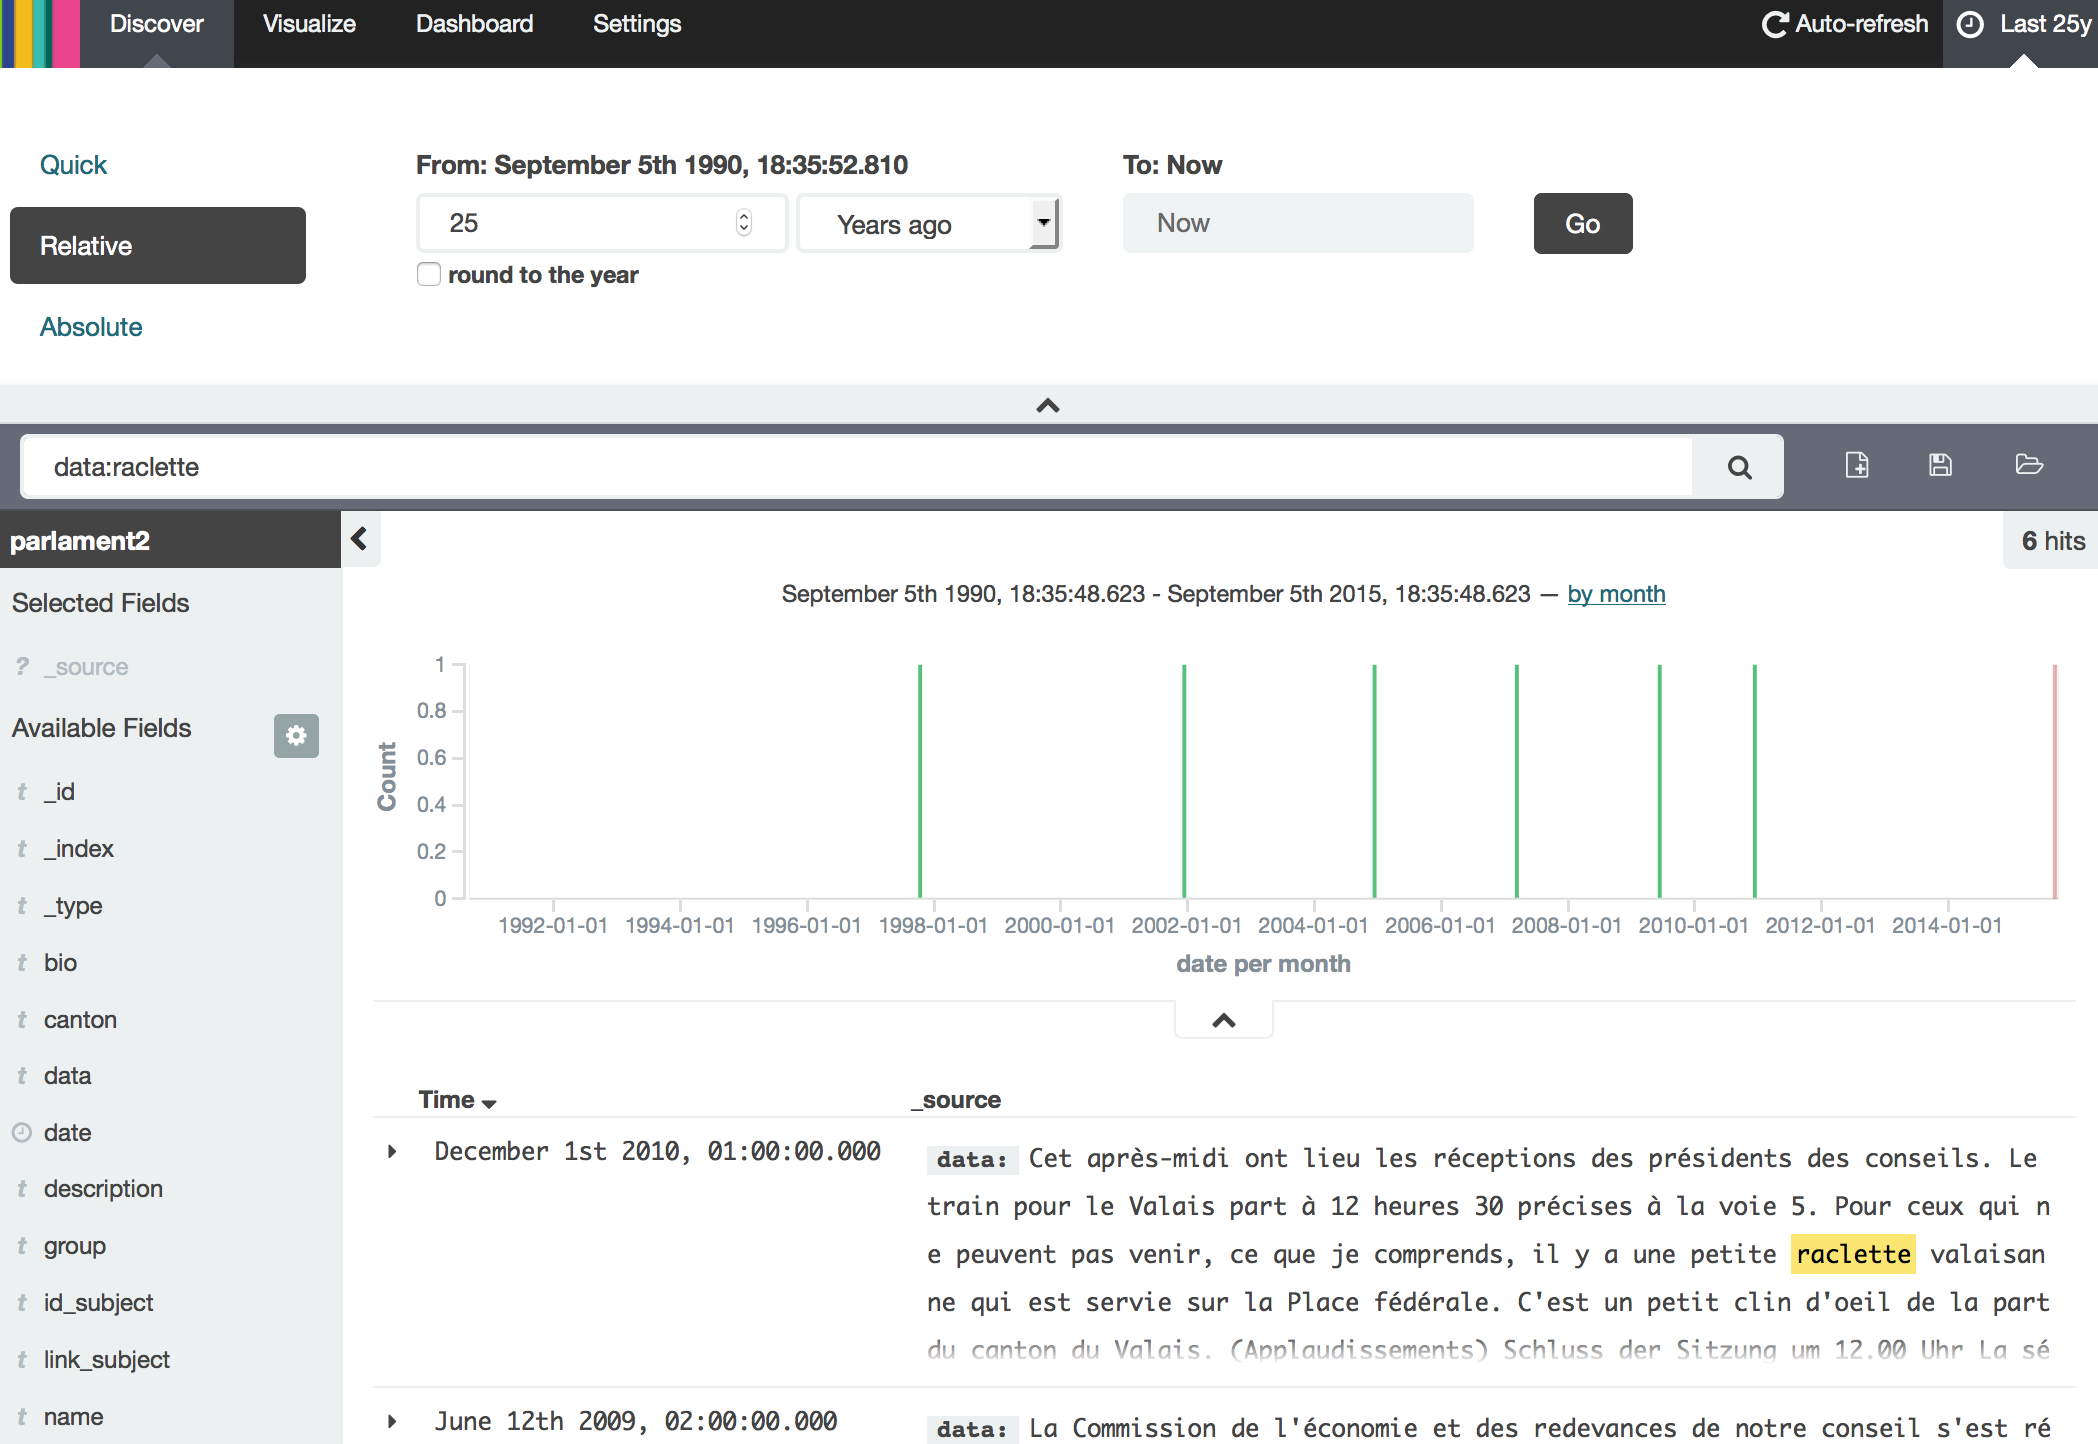 Discover Visualize Dashboard Settings Auto-refresh Last 25y
Quick
Relative
Absolute
From: September 5th 1990, 18:35:52.810 To: Now
25 Years ago Now Go
round to the year
data:raclette
parlament2
6 hits
Selected Fields
? _source
Available Fields
t _id
t _index
t _type
t bio
t canton
t data
date
t description
t group
t id_subject
t link_subject
t name
September 5th 1990, 18:35:48.623 - September 5th 2015, 18:35:48.623 — by month
Count
1
0.8
0.6
0.4
0.2
0
1992-01-01 1994-01-01 1996-01-01 1998-01-01 2000-01-01 2002-01-01 2004-01-01 2006-01-01 2008-01-01 2010-01-01 2012-01-01 2014-01-01
date per month
Time _source
December 1st 2010, 01:00:00.000
data: Cet après-midi ont lieu les réceptions des présidents des conseils. Le
train pour le Valais part à 12 heures 30 précises à la voie 5. Pour ceux qui n
e peuvent pas venir, ce que je comprends, il y a une petite raclette valaisan
ne qui est servie sur la Place fédérale. C'est un petit clin d'oeil de la part
du canton du Valais. (Applaudissements) Schluss der Sitzung um 12.00 Uhr La sé
June 12th 2009, 02:00:00.000
data: La Commission de l'économie et des redevances de notre conseil s'est ré